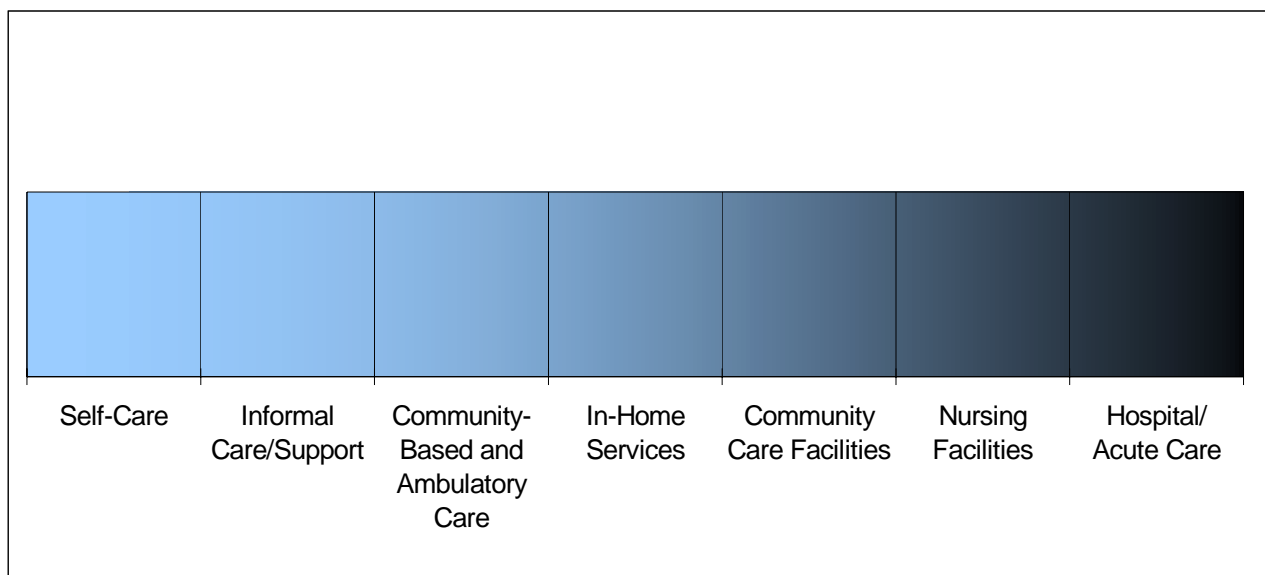 Self-Care
Informal
Care/Support
Community-
Based and
Ambulatory
Care
In-Home
Services
Community
Care Facilities
Nursing
Facilities
Hospital/
Acute Care